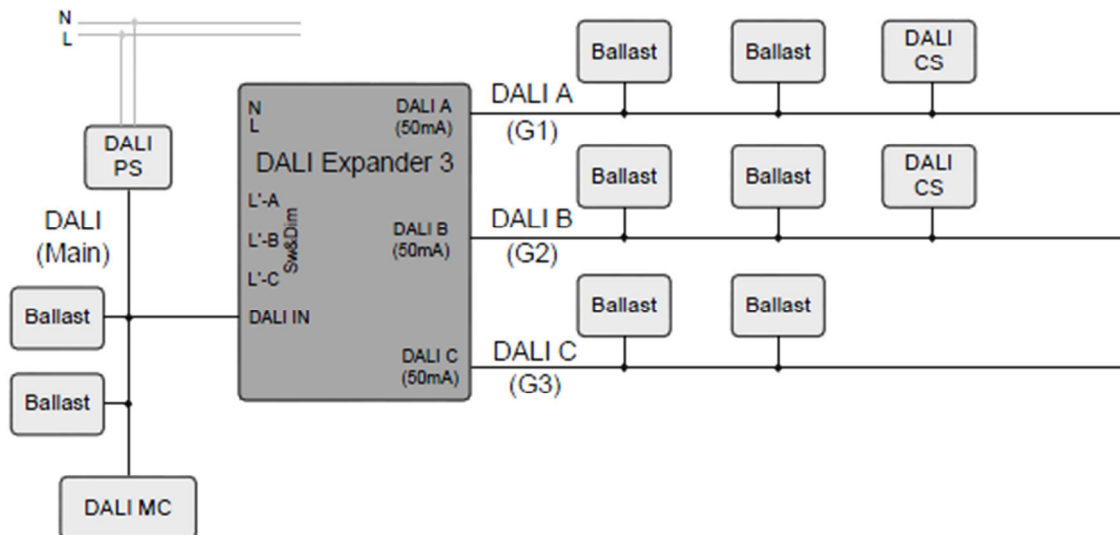 N
L
DALI
PS
DALI
(Main)
Ballast
Ballast
DALI MC
N
L
DALI A
(50mA)
DALI Expander 3
L'-A
L'-B
L'-C
Sw&Dim
DALI B
(50mA)
DALI IN
DALI C
(50mA)
DALI A
(G1)
Ballast
Ballast
DALI
CS
DALI B
(G2)
Ballast
Ballast
DALI
CS
DALI C
(G3)
Ballast
Ballast